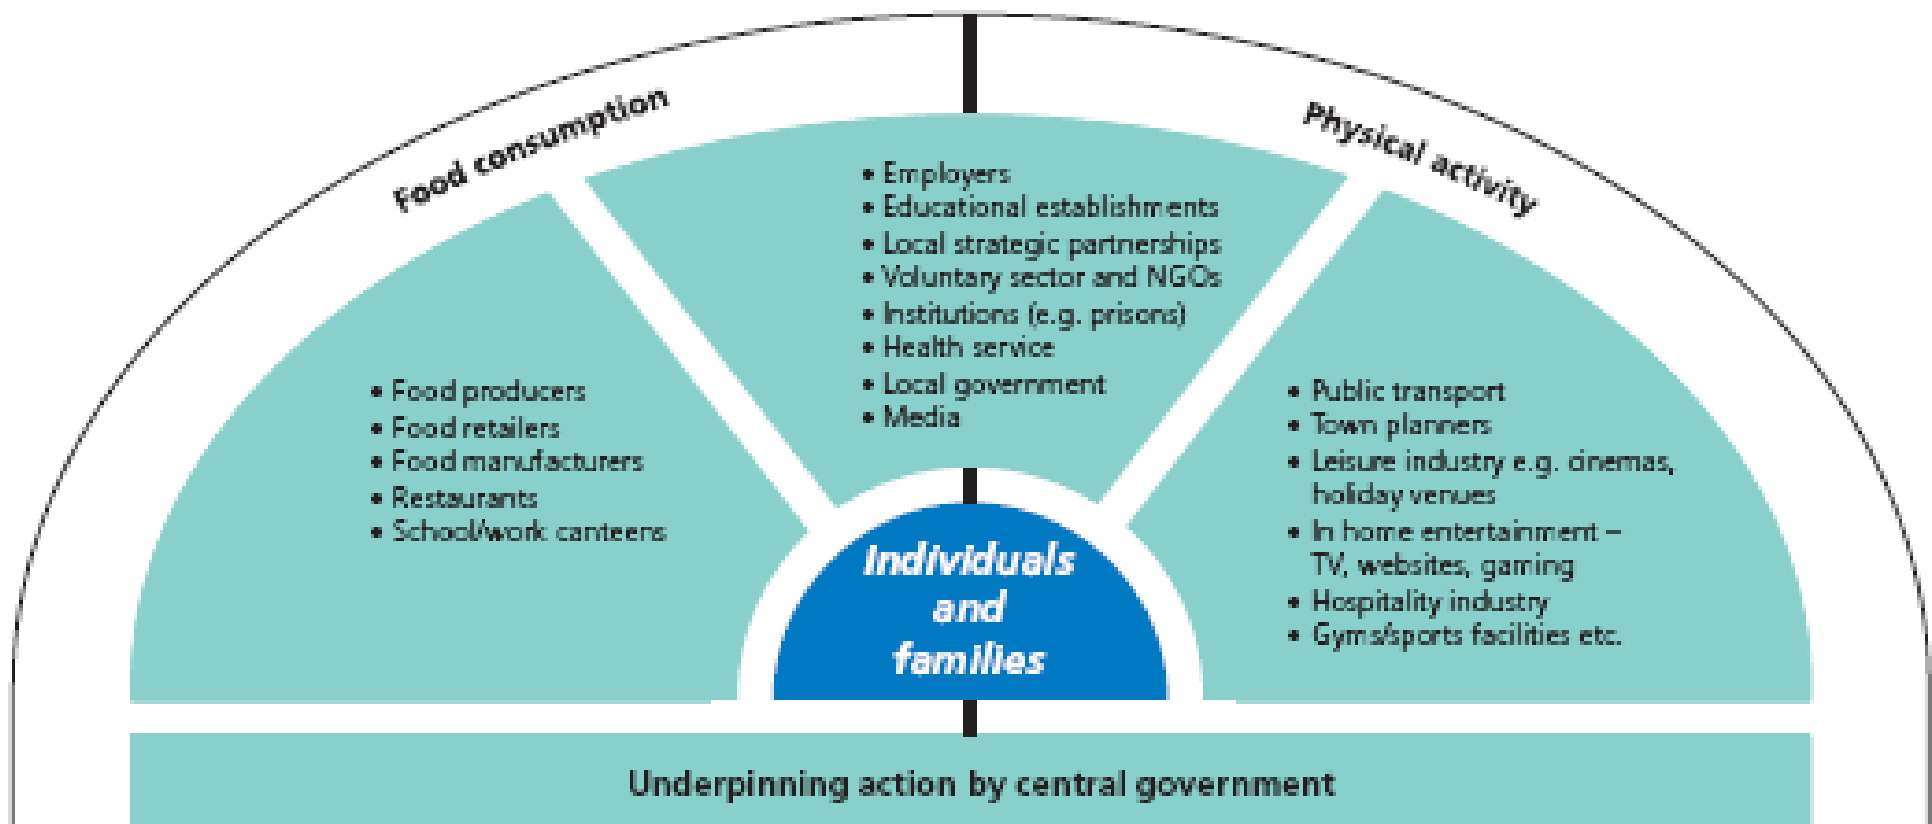 Food consumption
Physical activity
• Employers
• Educational establishments
• Local strategic partnerships
• Voluntary sector and NGOs
• Institutions (e.g. prisons)
• Health service
• Local government
• Media
• Food producers
• Food retailers
• Food manufacturers
• Restaurants
• School/work canteens
• Public transport
• Town planners
• Leisure industry e.g. cinemas,
holiday venues
• In home entertainment –
TV, websites, gaming
• Hospitality industry
• Gyms/sports facilities etc.
Individuals
and
families
Underpinning action by central government